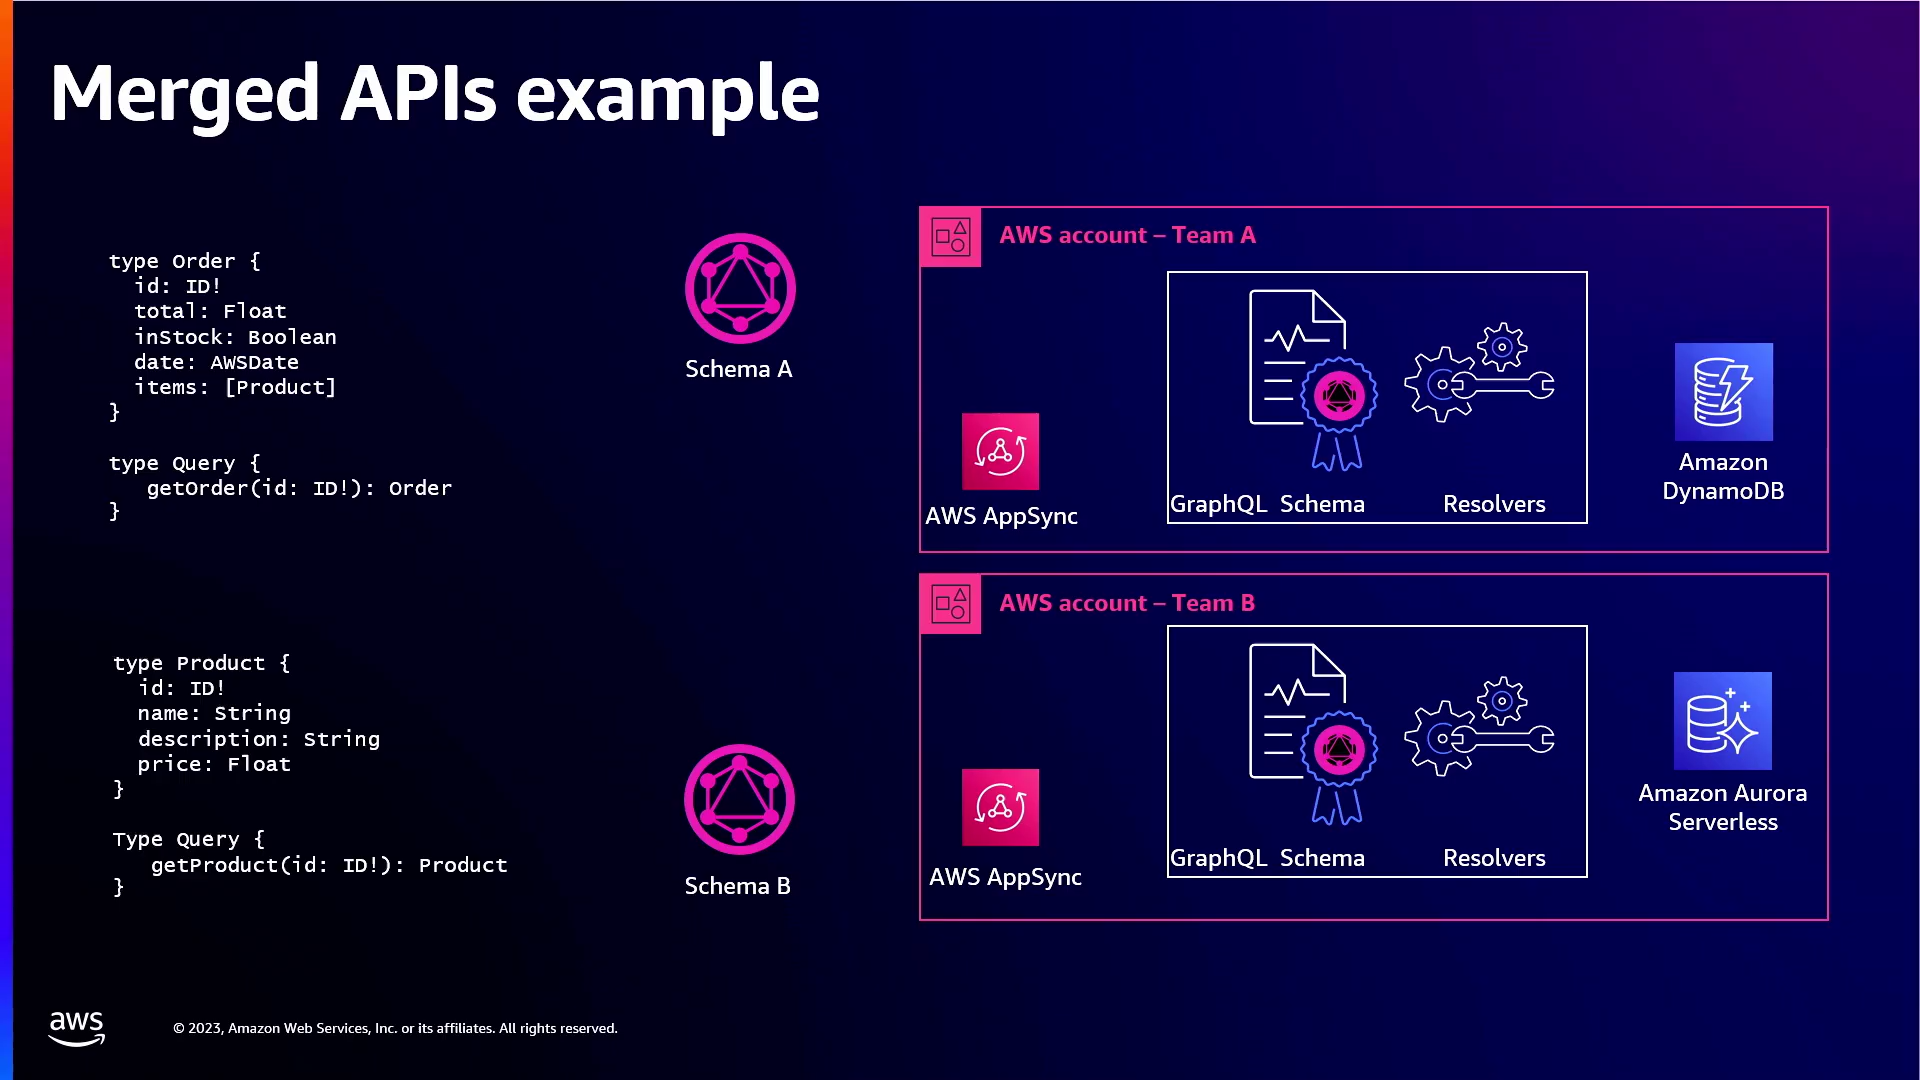 Merged APIs example
type Order {
id: ID!
total: Float
inStock: Boolean
date: AWSDate
items: [Product]
}
type Query {
getOrder(id: ID!): Order
}
Schema A
AWS account – Team A
AWS AppSync
GraphQL Schema
Resolvers
Amazon
DynamoDB
type Product {
id: ID!
name: String
description: String
price: Float
}
Type Query {
getProduct(id: ID!): Product
}
Schema B
AWS account – Team B
AWS AppSync
GraphQL Schema
Resolvers
Amazon Aurora
Serverless
aws
© 2023, Amazon Web Services, Inc. or its affiliates. All rights reserved.